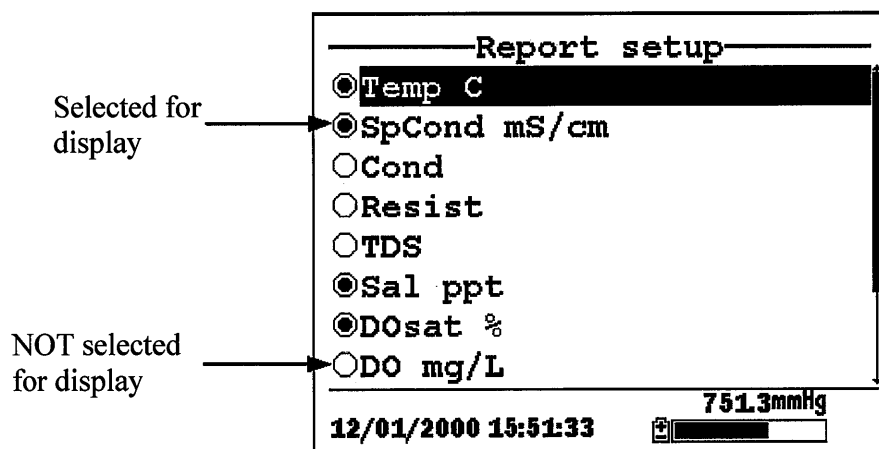 Report setup
Temp C
Selected for
display
SpCond mS/cm
Cond
Resist
TDS
Sal ppt
DOsat %
NOT selected
for display
DO mg/L
751.3mmHg
12/01/2000 15:51:33